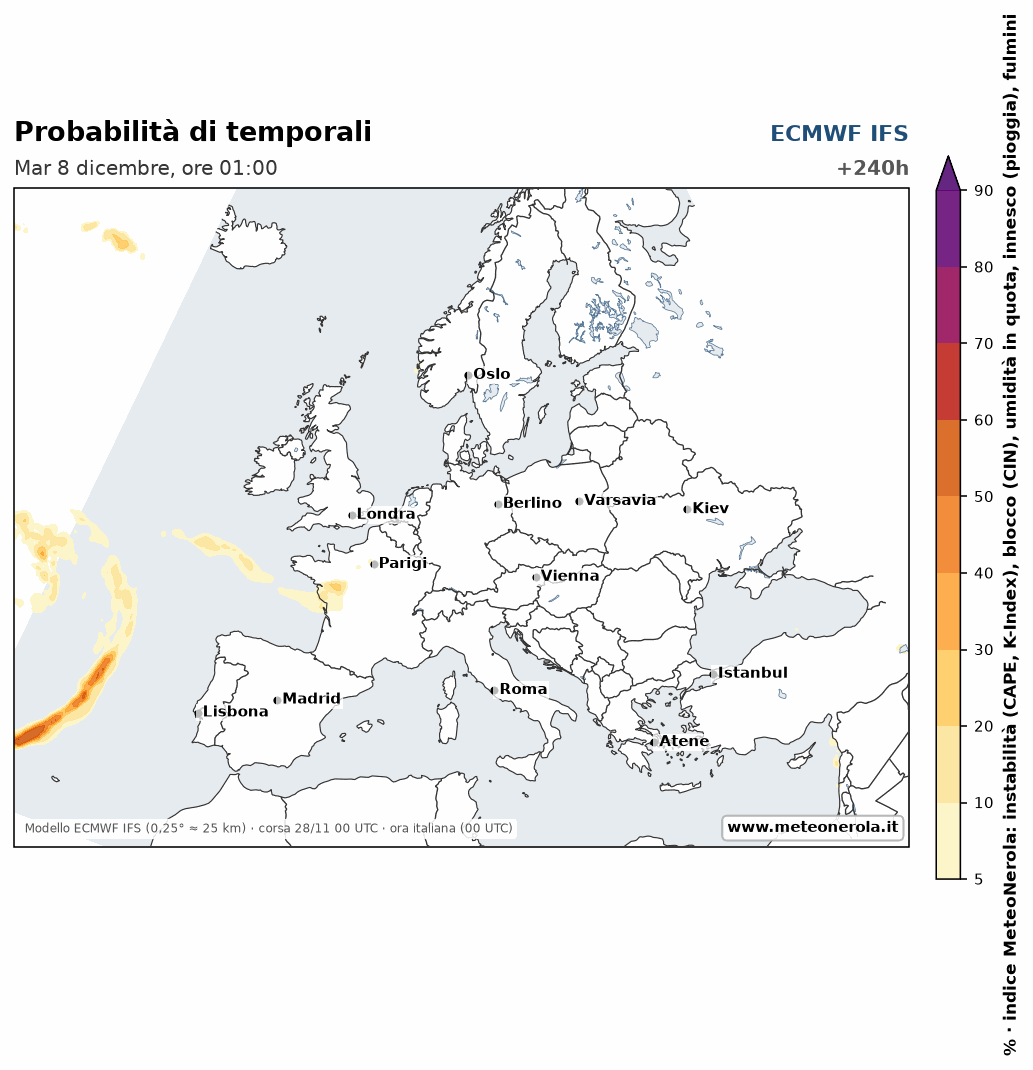 Probabilità di temporali
ECMWF IFS
Mar 8 dicembre, ore 01:00
+240h
Oslo
Londra
Berlino
Varsavia
Kiev
Parigi
Vienna
Istanbul
Roma
Madrid
Lisbona
Atene
Modello ECMWF IFS (0,25° ≈ 25 km) · corsa 28/11 00 UTC · ora italiana (00 UTC)
www.meteonerola.it
90
80
70
60
50
40
30
20
10
5
% · indice MeteoNerola: instabilità (CAPE, K-Index), blocco (CIN), umidità in quota, innesco (pioggia), fulmini